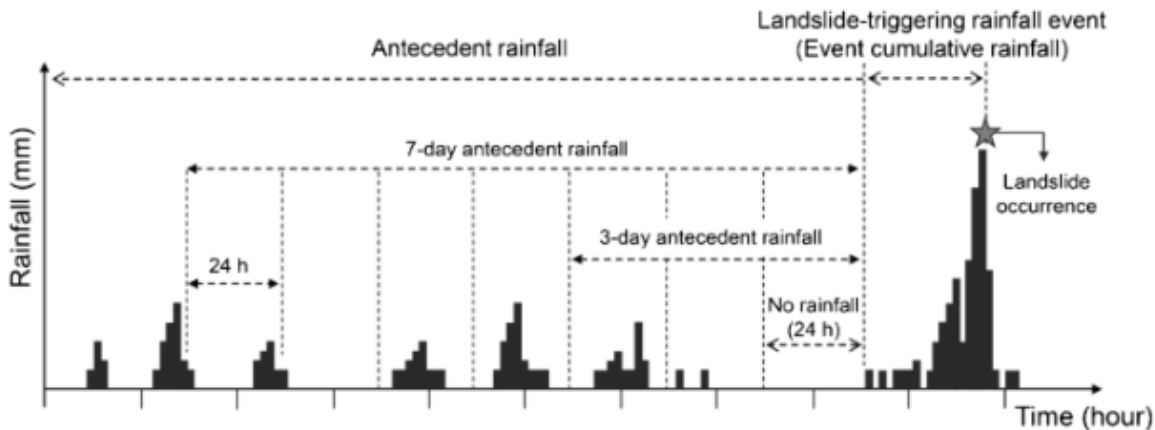 Landslide-triggering rainfall event
Antecedent rainfall
(Event cumulative rainfall)
Rainfall (mm)
7-day antecedent rainfall
Landslide
occurrence
3-day antecedent rainfall
24 h
No rainfall
(24 h)
Time (hour)